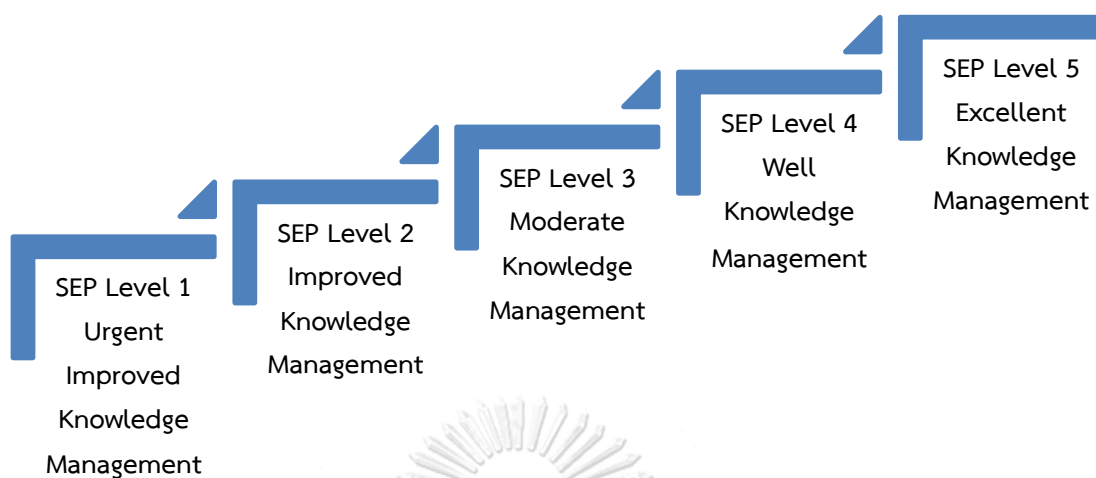 SEP Level 1
Urgent
Improved
Knowledge
Management
SEP Level 2
Improved
Knowledge
Management
SEP Level 3
Moderate
Knowledge
Management
SEP Level 4
Well
Knowledge
Management
SEP Level 5
Excellent
Knowledge
Management